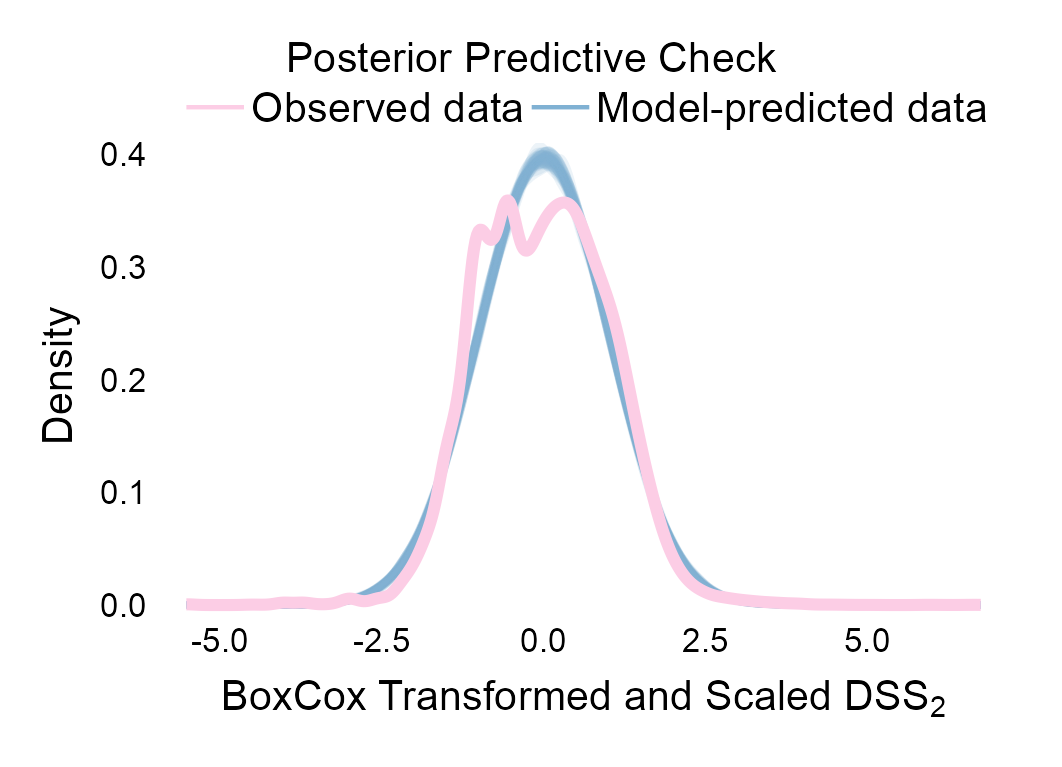 Posterior Predictive Check
Observed data Model-predicted data
0.4
0.3
0.2
0.1
0.0
Density
-5.0 -2.5 0.0 2.5 5.0
BoxCox Transformed and Scaled DSS₂